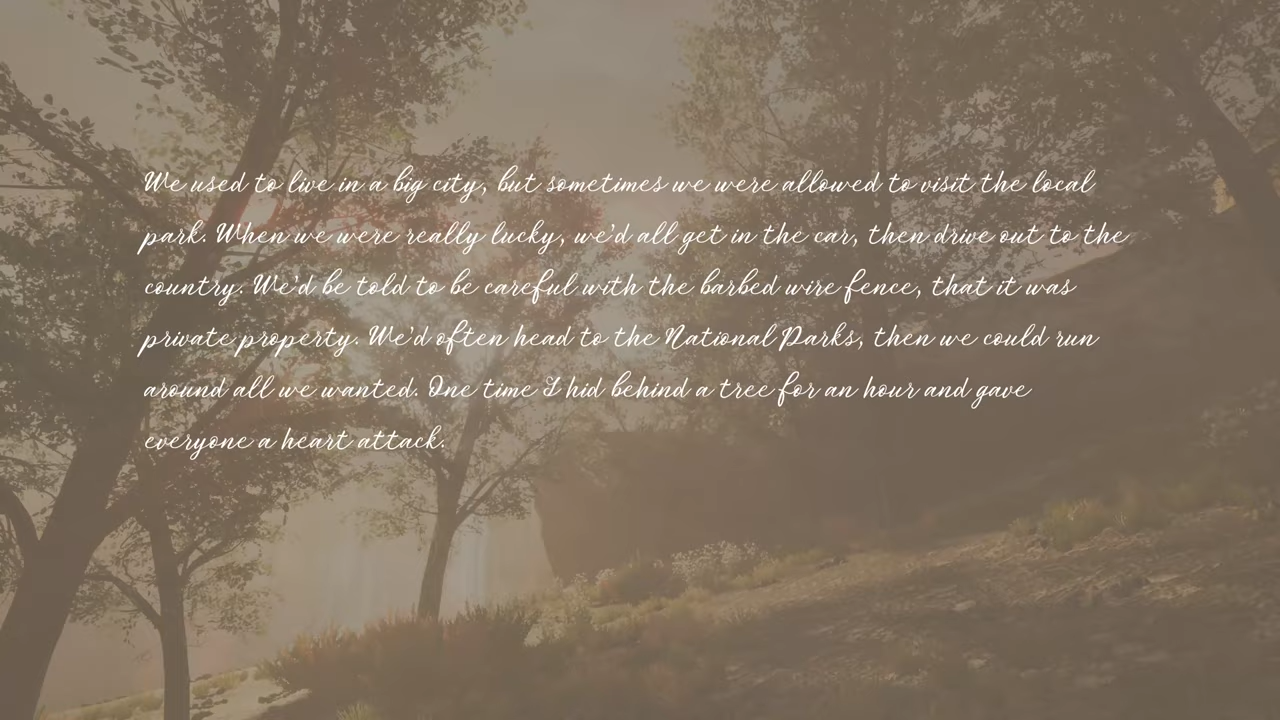 We used to live in a big city, but sometimes we were allowed to visit the local
park. When we were really lucky, we'd all get in the car, then drive out to the
country. We'd be told to be careful with the barbed wire fence, that it was
private property. We'd often head to the National Parks, then we could run
around all we wanted. One time I hid behind a tree for an hour and gave
everyone a heart attack.